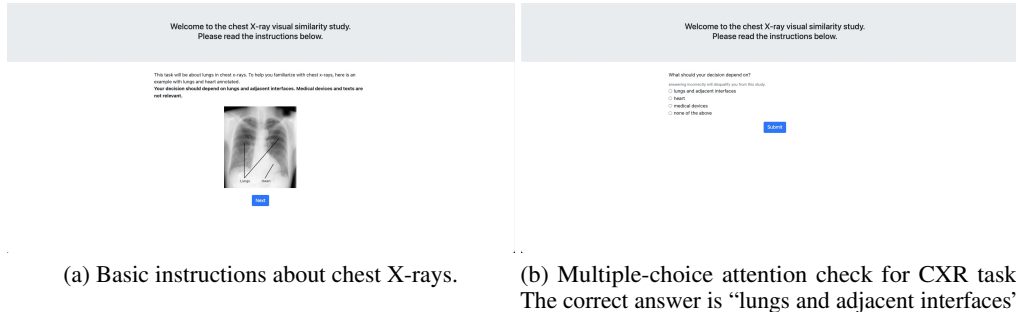 Welcome to the chest X-ray visual similarity study.
Please read the instructions below.
This task will be about lungs in chest x-rays. To help you familiarize with chest x-rays, here is an
example with lungs and heart annotated.
Your decision should depend on lungs and adjacent interfaces. Medical devices and texts are
not relevant.
Lungs Heart
Next
(a) Basic instructions about chest X-rays.
Welcome to the chest X-ray visual similarity study.
Please read the instructions below.
What should your decision depend on?
answering incorrectly will disqualify you from this study
lungs and adjacent interfaces
heart
medical devices
none of the above
Submit
(b) Multiple-choice attention check for CXR task
The correct answer is “lungs and adjacent interfaces”